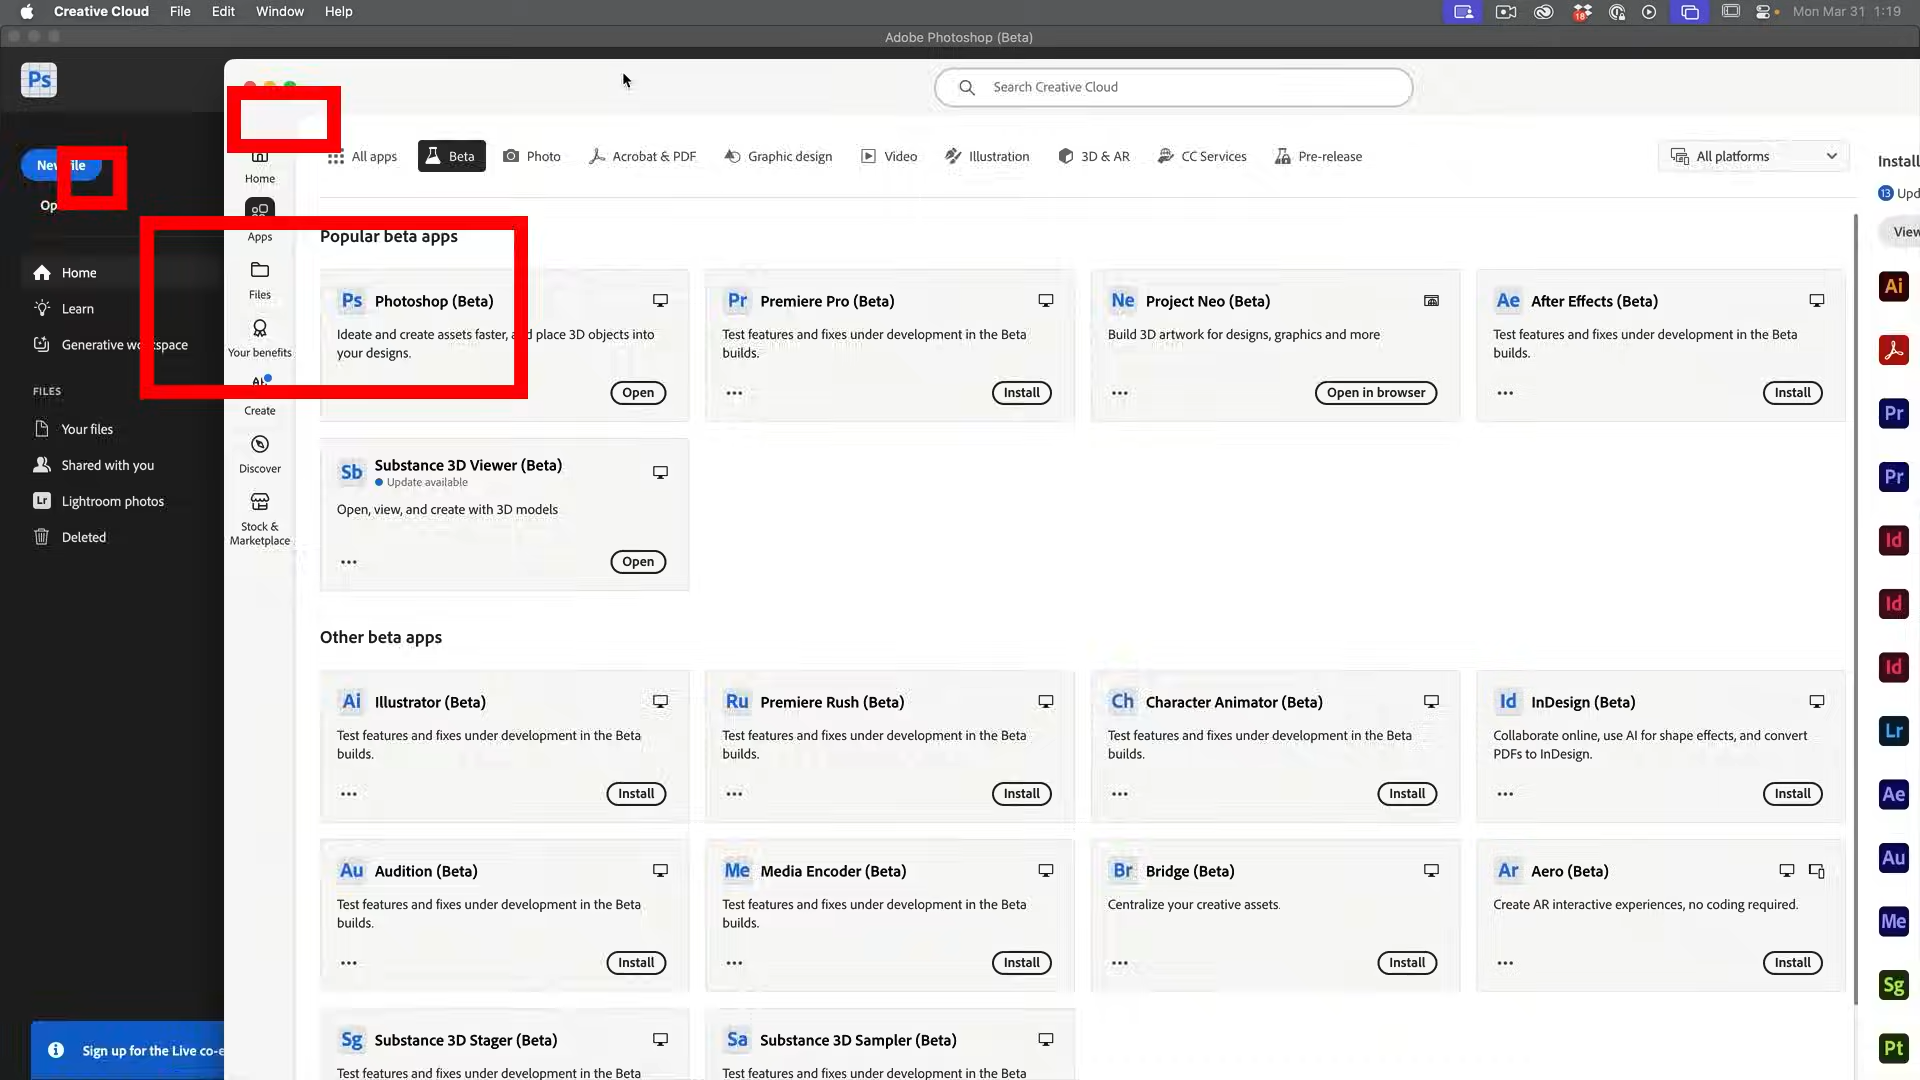 Creative Cloud File Edit Window Help
18
Mon Mar 31 1:19
Adobe Photoshop (Beta)
Ps
Search Creative Cloud
All apps Beta Photo Acrobat & PDF Graphic design Video Illustration 3D & AR CC Services Pre-release
All platforms
Install
13 Upd
View
Home
Learn
Generative workspace
FILES
Your files
Shared with you
Lr Lightroom photos
Deleted
Sign up for the Live co-e
Home
Apps
Files
Your benefits
Create
Discover
Stock &
Marketplace
Popular beta apps
Ps Photoshop (Beta)
Ideate and create assets faster, and place 3D objects into
your designs.
Open
Pr Premiere Pro (Beta)
Test features and fixes under development in the Beta
builds.
Install
Ne Project Neo (Beta)
Build 3D artwork for designs, graphics and more
Open in browser
Ae After Effects (Beta)
Test features and fixes under development in the Beta
builds.
Install
Sb Substance 3D Viewer (Beta)
Update available
Open, view, and create with 3D models
Open
Other beta apps
Ai Illustrator (Beta)
Test features and fixes under development in the Beta
builds.
Install
Ru Premiere Rush (Beta)
Test features and fixes under development in the Beta
builds.
Install
Ch Character Animator (Beta)
Test features and fixes under development in the Beta
builds.
Install
Id InDesign (Beta)
Collaborate online, use AI for shape effects, and convert
PDFs to InDesign.
Install
Au Audition (Beta)
Test features and fixes under development in the Beta
builds.
Install
Me Media Encoder (Beta)
Test features and fixes under development in the Beta
builds.
Install
Br Bridge (Beta)
Centralize your creative assets.
Install
Ar Aero (Beta)
Create AR interactive experiences, no coding required.
Install
Sg Substance 3D Stager (Beta)
Test features and fixes under development in the Beta
Sa Substance 3D Sampler (Beta)
Test features and fixes under development in the Beta
Ai
Pr
Pr
Id
Id
Id
Lr
Ae
Au
Me
Sg
Pt